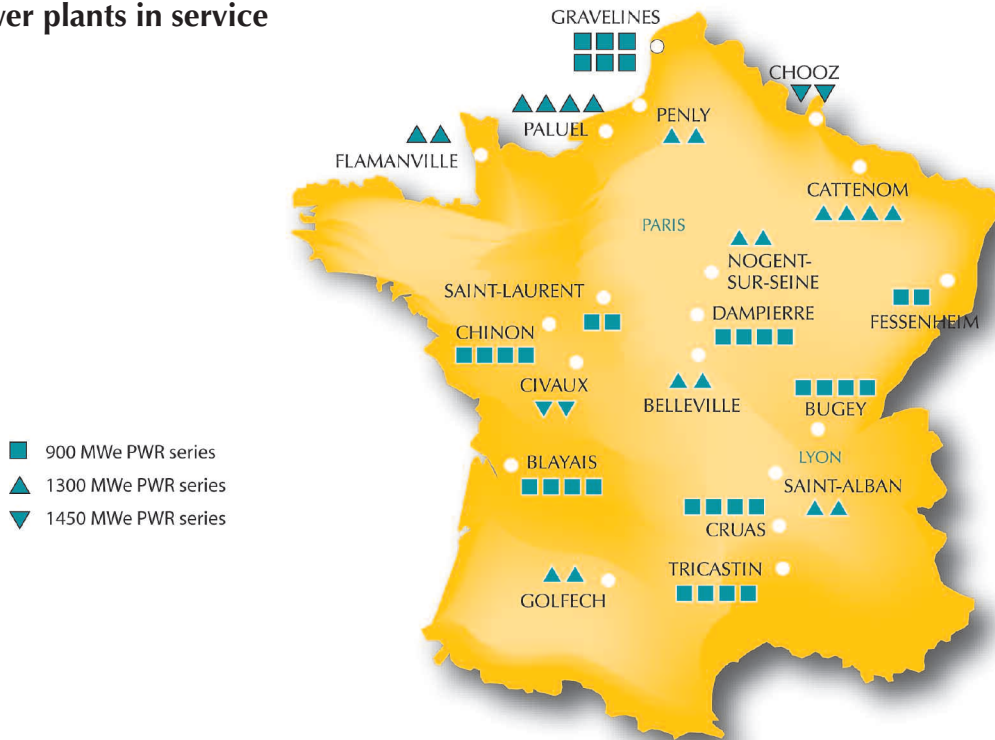 wer plants in service
GRAVELINES
CHOOZ
PENLY
PALUEL
FLAMANVILLE
CATTENOM
PARIS
NOGENT-
SUR-SEINE
SAINT-LAURENT
DAMPIERRE
FESSENHEIM
CHINON
CIVAUX
BELLEVILLE
BUGEY
900 MWe PWR series
1300 MWe PWR series
1450 MWe PWR series
BLAYAIS
LYON
SAINT-ALBAN
CRUAS
TRICASTIN
GOLFECH